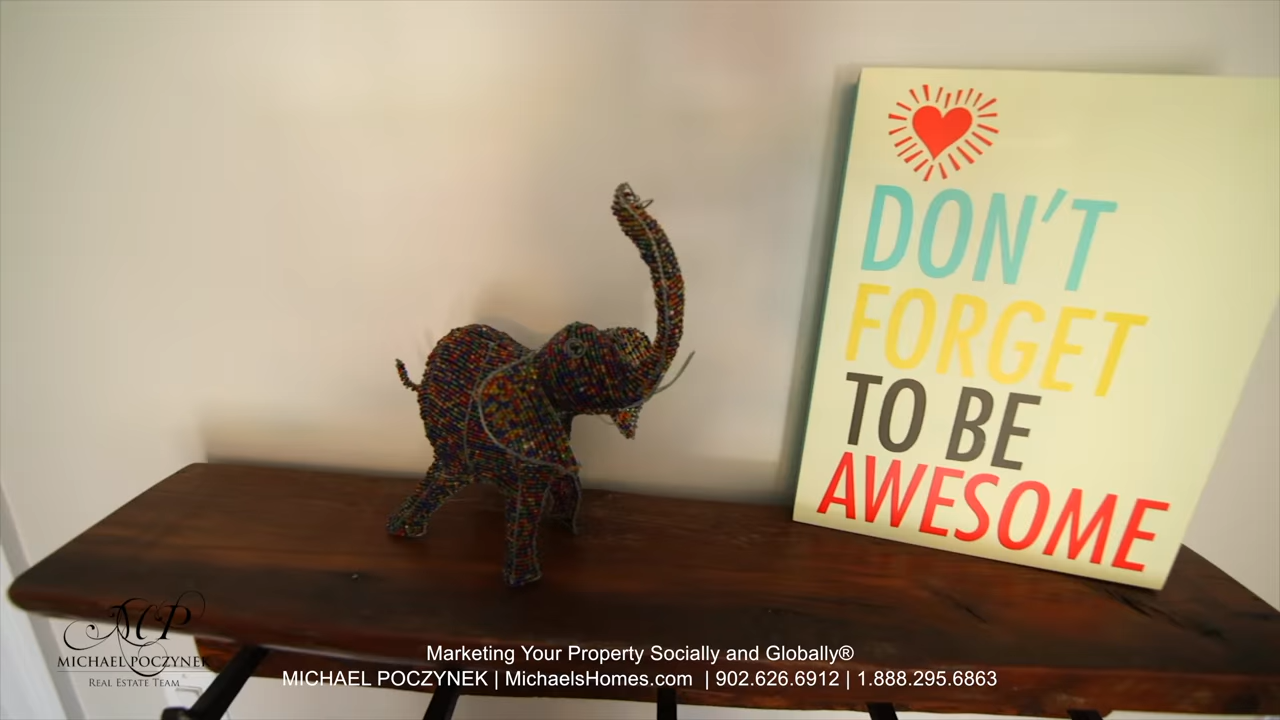 DON'T
FORGET
TO BE
AWESOME
MP
MICHAEL POCZYNEK
REAL ESTATE TEAM
Marketing Your Property Socially and Globally®
MICHAEL POCZYNEK | MichaelsHomes.com | 902.626.6912 | 1.888.295.6863